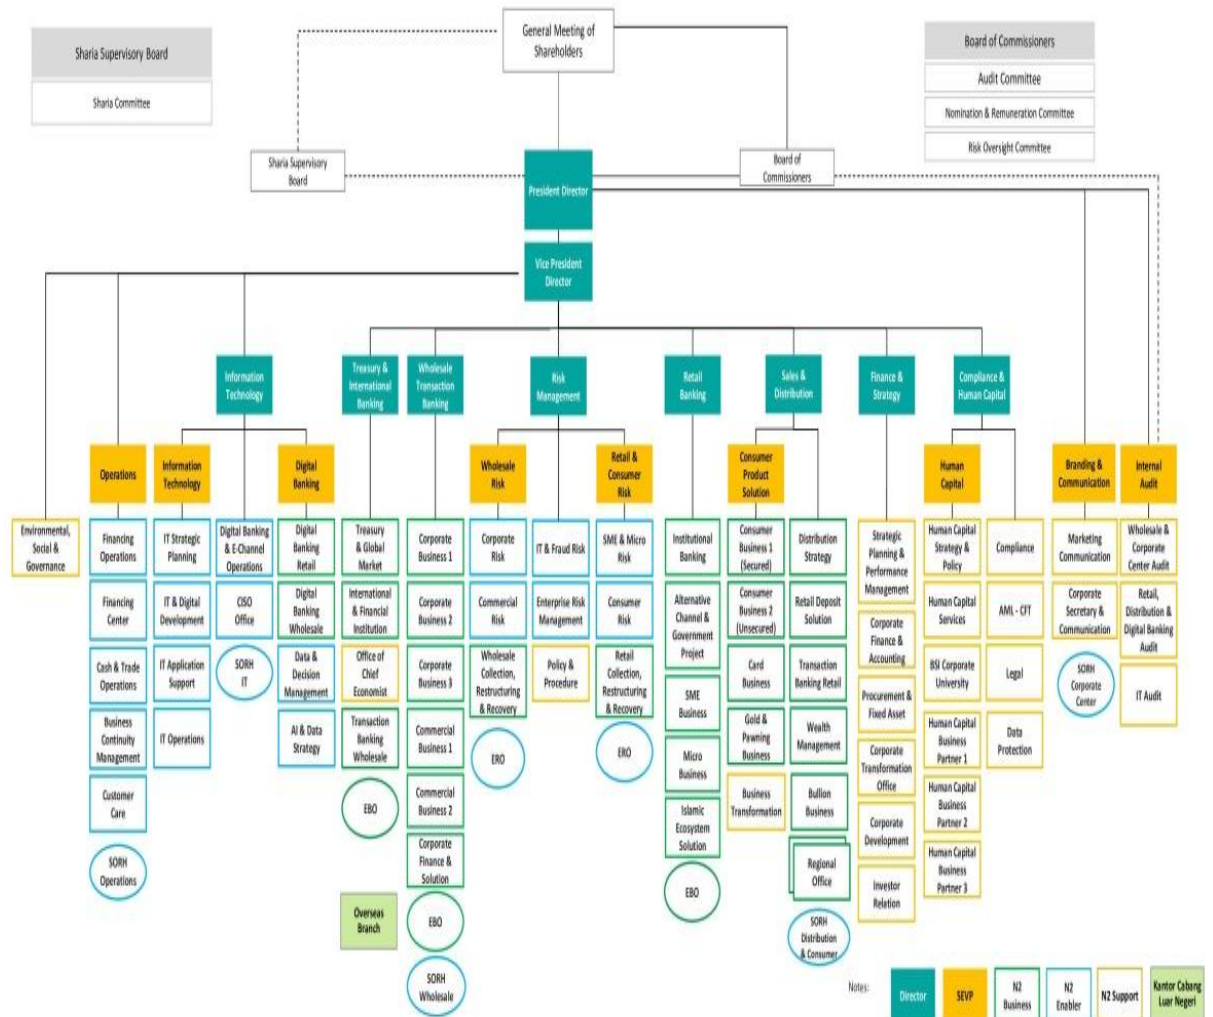 General Meeting of
Shareholders
Sharia Supervisory Board
Sharia Committee
Board of Commissioners
Audit Committee
Nomination & Remuneration Committee
Risk Oversight Committee
Sharia Supervisory
Board
President Director
Board of
Commissioners
Vice President
Director
Information
Technology
Treasury &
International
Banking
Wholesale
Transaction
Banking
Risk
Management
Retail
Banking
Sales &
Distribution
Finance &
Strategy
Compliance &
Human Capital
Operations
Information
Technology
Digital
Banking
Wholesale
Risk
Retail &
Consumer
Risk
Consumer
Product
Solution
Human
Capital
Branding &
Communication
Internal
Audit
Environmental,
Social &
Governance
Financing
Operations
Financing
Center
Cash & Trade
Operations
Business
Continuity
Management
Customer
Care
SORH
Operations
IT Strategic
Planning
IT & Digital
Development
IT Application
Support
IT Operations
Digital Banking
& E-Channel
Operations
CISO
Office
SORH
IT
Digital
Banking
Retail
Digital
Banking
Wholesale
Data &
Decision
Management
AI & Data
Strategy
Treasury
& Global
Market
International
& Financial
Institution
Office of
Chief
Economist
Transaction
Banking
Wholesale
EBO
Overseas
Branch
Corporate
Business 1
Corporate
Business 2
Corporate
Business 3
Commercial
Business 1
Commercial
Business 2
Corporate
Finance &
Solution
EBO
SORH
Wholesale
Corporate
Risk
Commercial
Risk
Wholesale
Collection,
Restructuring
& Recovery
ERO
IT & Fraud Risk
Enterprise Risk
Management
Policy &
Procedure
SME & Micro
Risk
Consumer
Risk
Retail
Collection,
Restructuring
& Recovery
ERO
Institutional
Banking
Alternative
Channel &
Government
Project
SME
Business
Micro
Business
Islamic
Ecosystem
Solution
EBO
Consumer
Business 1
(Secured)
Consumer
Business 2
(Unsecured)
Card
Business
Gold &
Pawning
Business
Business
Transformation
Distribution
Strategy
Retail Deposit
Solution
Transaction
Banking Retail
Wealth
Management
Bullion
Business
Regional
Office
SORH
Distribution
& Consumer
Strategic
Planning &
Performance
Management
Corporate
Finance &
Accounting
Procurement &
Fixed Asset
Corporate
Transformation
Office
Corporate
Development
Investor
Relation
Human Capital
Strategy &
Policy
Human Capital
Services
BSI Corporate
University
Human Capital
Business
Partner 1
Human Capital
Business
Partner 2
Human Capital
Business
Partner 3
Compliance
AML - CFT
Legal
Data
Protection
Marketing
Communication
Corporate
Secretary &
Communication
SORH
Corporate
Center
Wholesale &
Corporate
Center Audit
Retail,
Distribution &
Digital Banking
Audit
IT Audit
Notes:
Director
SEVP
N2
Business
N2
Enabler
N2 Support
Kantor Cabang
Luar Negeri